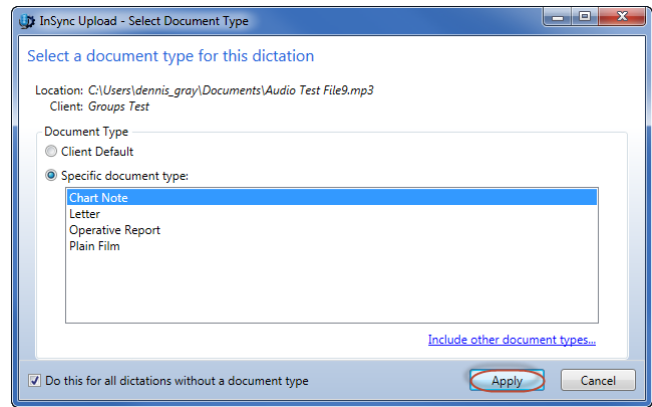 InSync Upload - Select Document Type
Select a document type for this dictation
Location: C:\Users\dennis_gray\Documents\Audio Test File9.mp3
Client: Groups Test
Document Type
Client Default
Specific document type:
Chart Note
Letter
Operative Report
Plain Film
Include other document types...
Do this for all dictations without a document type
Apply
Cancel